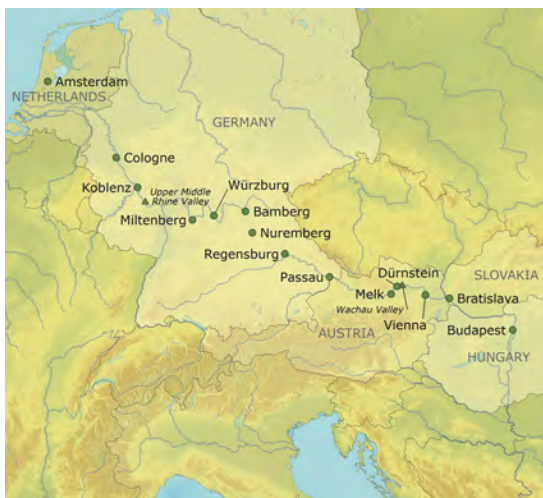 Amsterdam
NETHERLANDS
GERMANY
Cologne
Koblenz
Upper Middle
Rhine Valley
Würzburg
Miltenberg
Bamberg
Nuremberg
Regensburg
Passau
Dürnstein
SLOVAKIA
Melk
Bratislava
Wachau Valley
Vienna
AUSTRIA
Budapest
HUNGARY